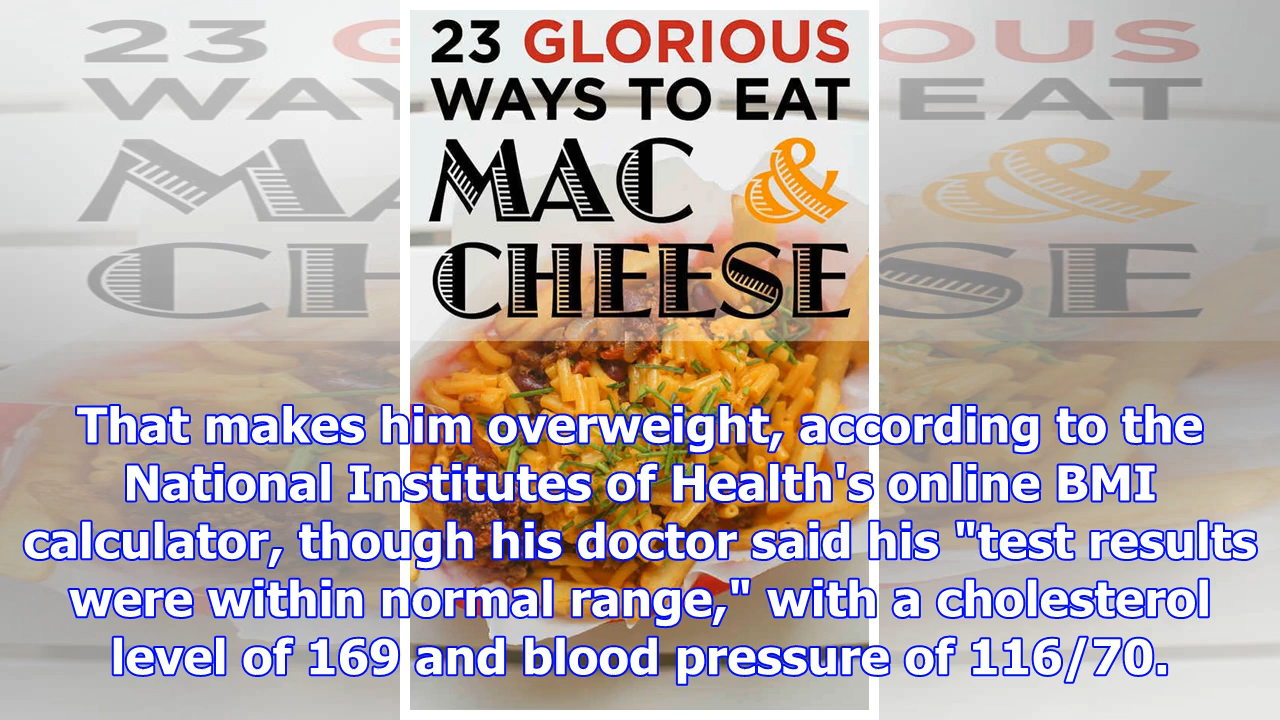 23 GLORIOUS
WAYS TO EAT
MAC &
CHEESE
That makes him overweight, according to the
National Institutes of Health's online BMI
calculator, though his doctor said his "test results
were within normal range," with a cholesterol
level of 169 and blood pressure of 116/70.